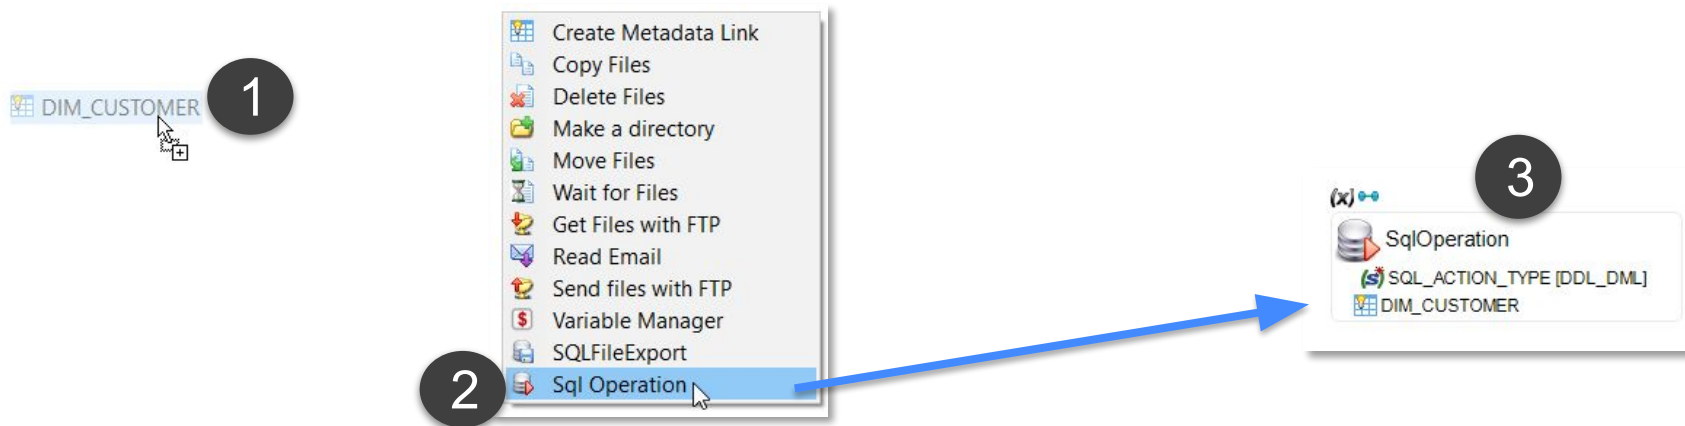 1
DIM_CUSTOMER
Create Metadata Link
Copy Files
Delete Files
Make a directory
Move Files
Wait for Files
Get Files with FTP
Read Email
Send files with FTP
Variable Manager
SQLFileExport
2
Sql Operation
3
(x)
SqlOperation
(s) SQL_ACTION_TYPE [DDL_DML]
DIM_CUSTOMER